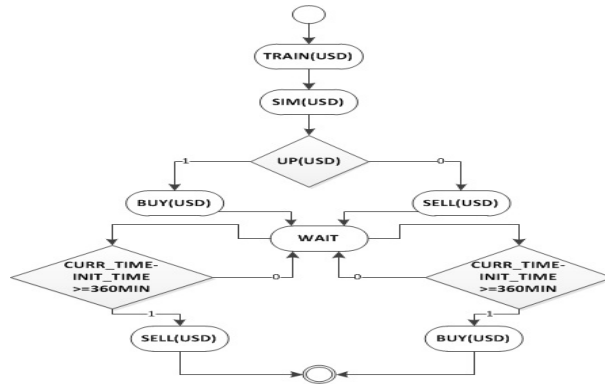 TRAIN(USD)
SIM(USD)
UP(USD)
1
0
BUY(USD)
SELL(USD)
WAIT
CURR_TIME-
INIT_TIME
>=360MIN
0
0
CURR_TIME-
INIT_TIME
>=360MIN
1
1
SELL(USD)
BUY(USD)